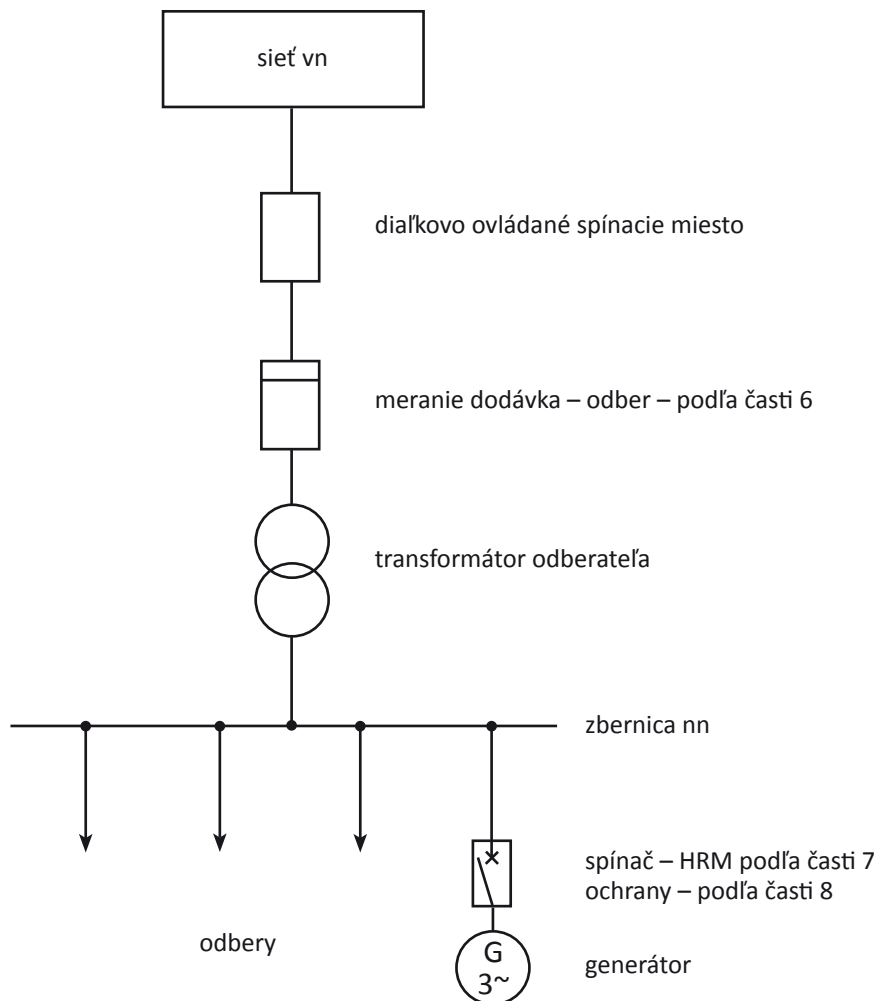 sieť vn
diaľkovo ovládané spínacie miesto
meranie dodávka – odber – podľa časti 6
transformátor odberateľa
zbernica nn
spínač – HRM podľa časti 7
ochrany – podľa časti 8
odbery
G
3~
generátor